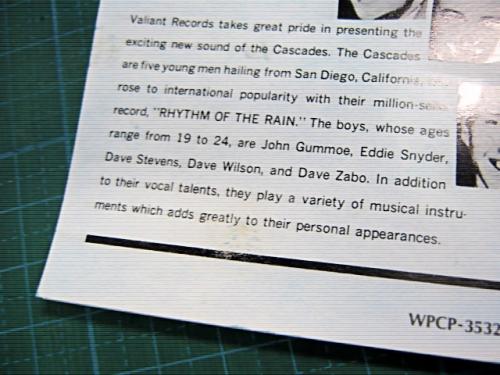 Valiant Records takes great pride in presenting the
exciting new sound of the Cascades. The Cascades
are five young men hailing from San Diego, California,
rose to international popularity with their million-sell
record, "RHYTHM OF THE RAIN." The boys, whose ages
range from 19 to 24, are John Gummoe, Eddie Snyder,
Dave Stevens, Dave Wilson, and Dave Zabo. In addition
to their vocal talents, they play a variety of musical instru-
ments which adds greatly to their personal appearances.
WPCP-3532